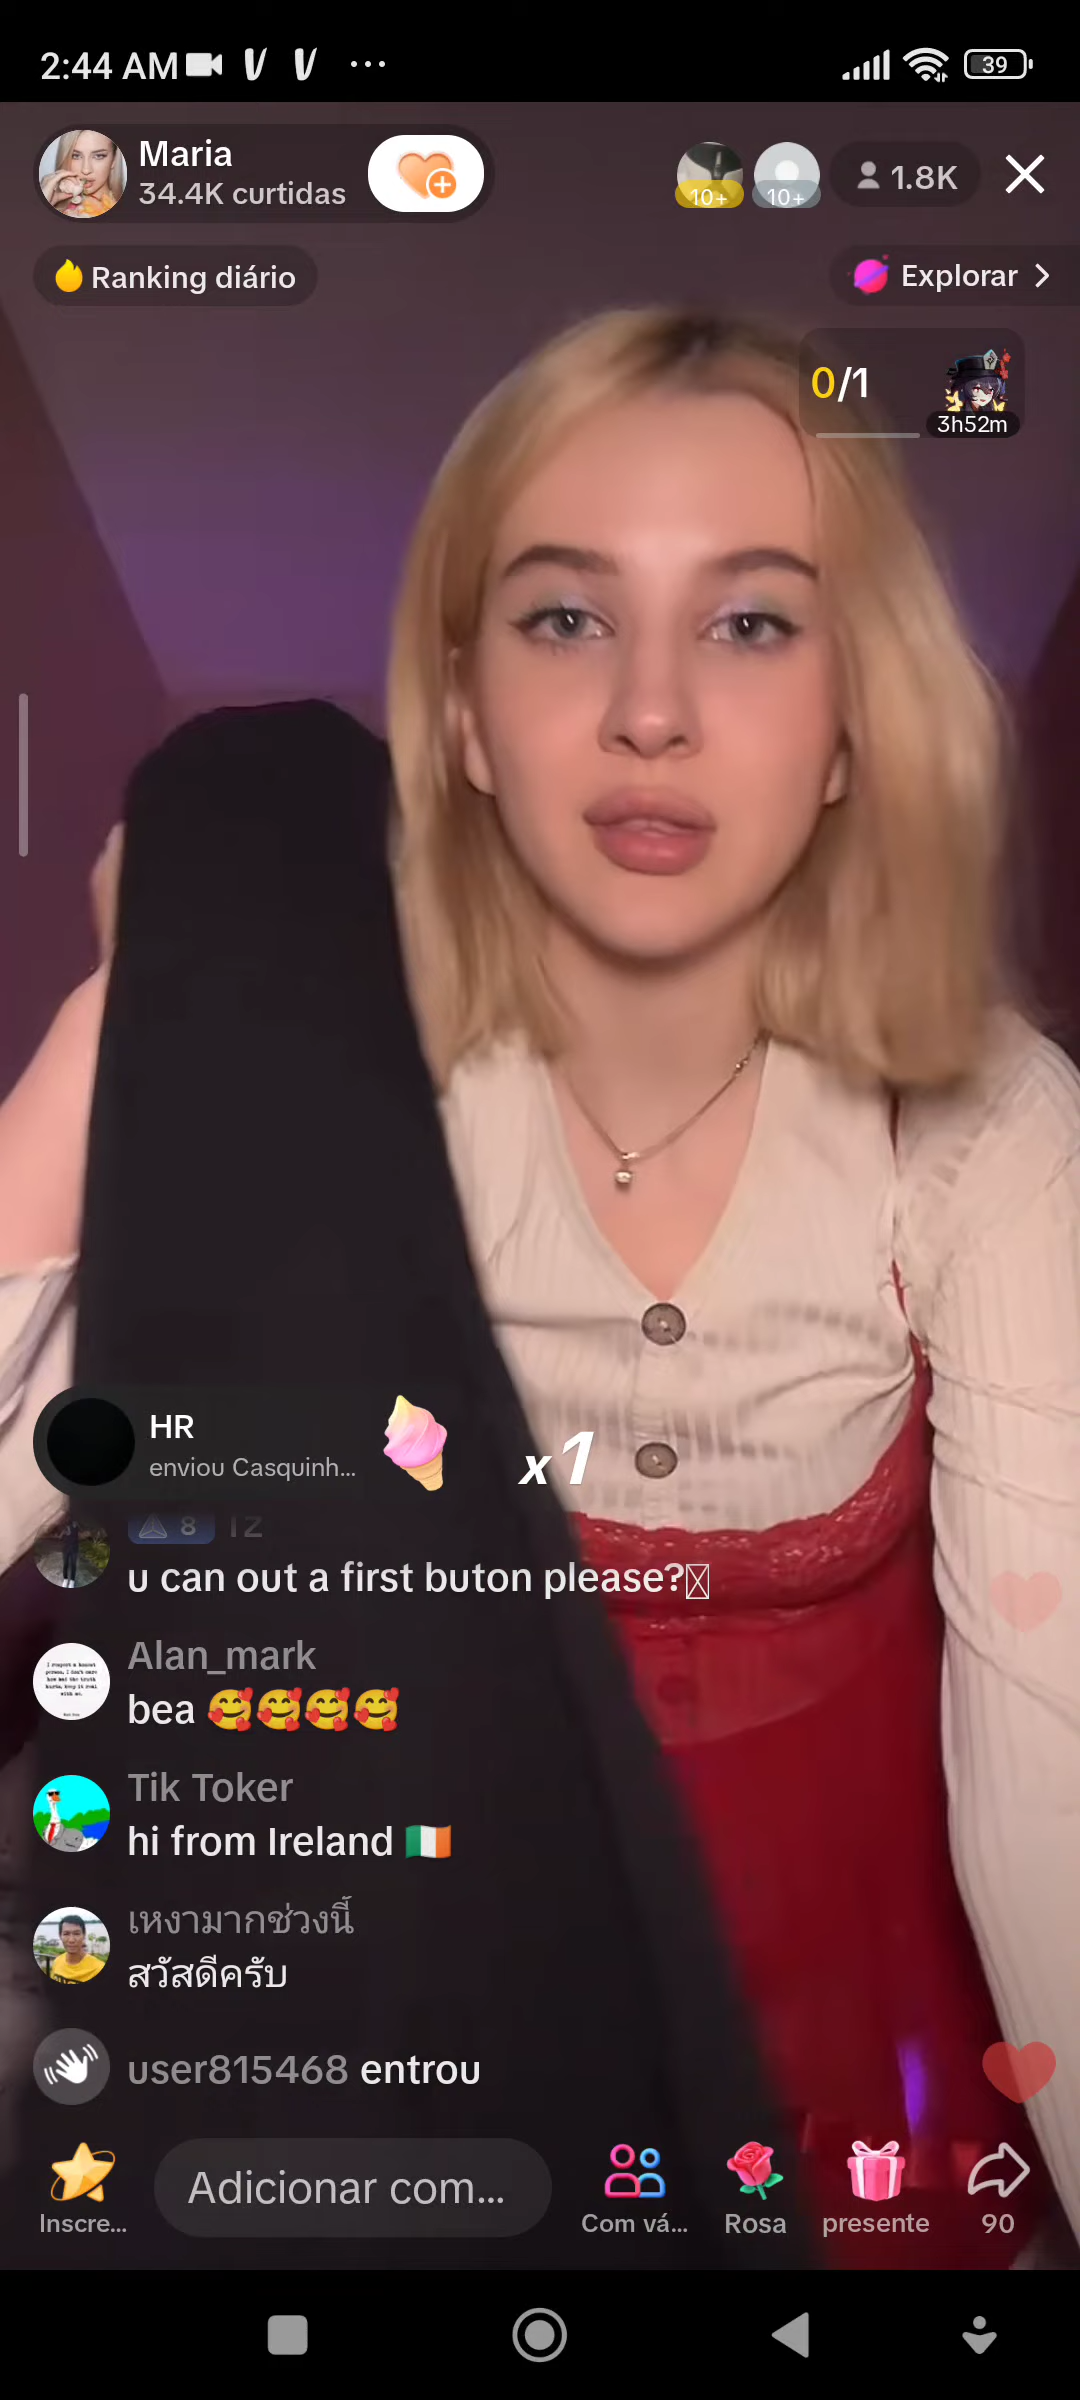 2:44 AM
39
Maria
34.4K curtidas
10+
10+
1.8K
Ranking diário
Explorar
0/1
3h52m
HR
enviou Casquinh...
x1
8
u can out a first buton please?
Alan_mark
bea 🥰🥰🥰🥰
Tik Toker
hi from Ireland 🇮🇪
เหงามากช่วงนี้
สวัสดีครับ
user815468 entrou
Adicionar com...
Inscre...
Com vá...
Rosa
presente
90